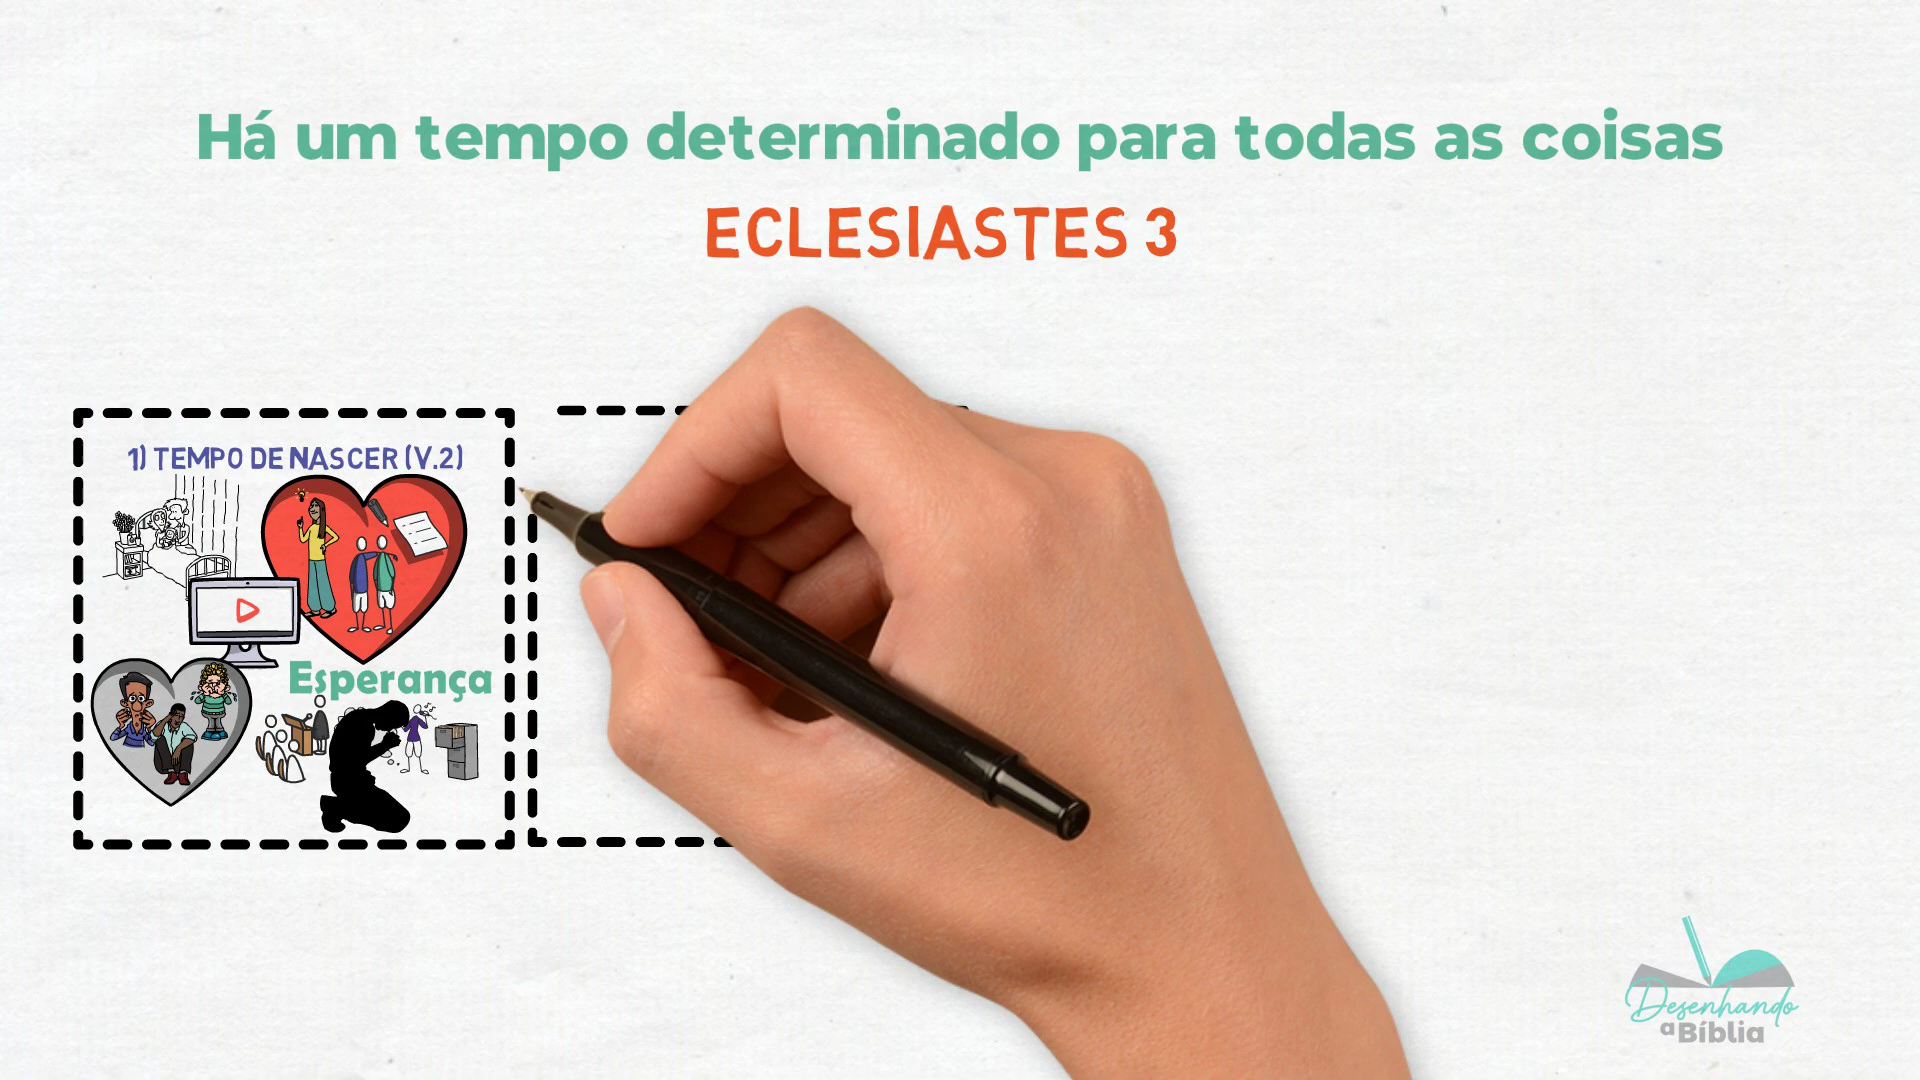 Há um tempo determinado para todas as coisas
ECLESIASTES 3
1) TEMPO DE NASCER (V.2)
Esperança
Desenhando
a Bíblia